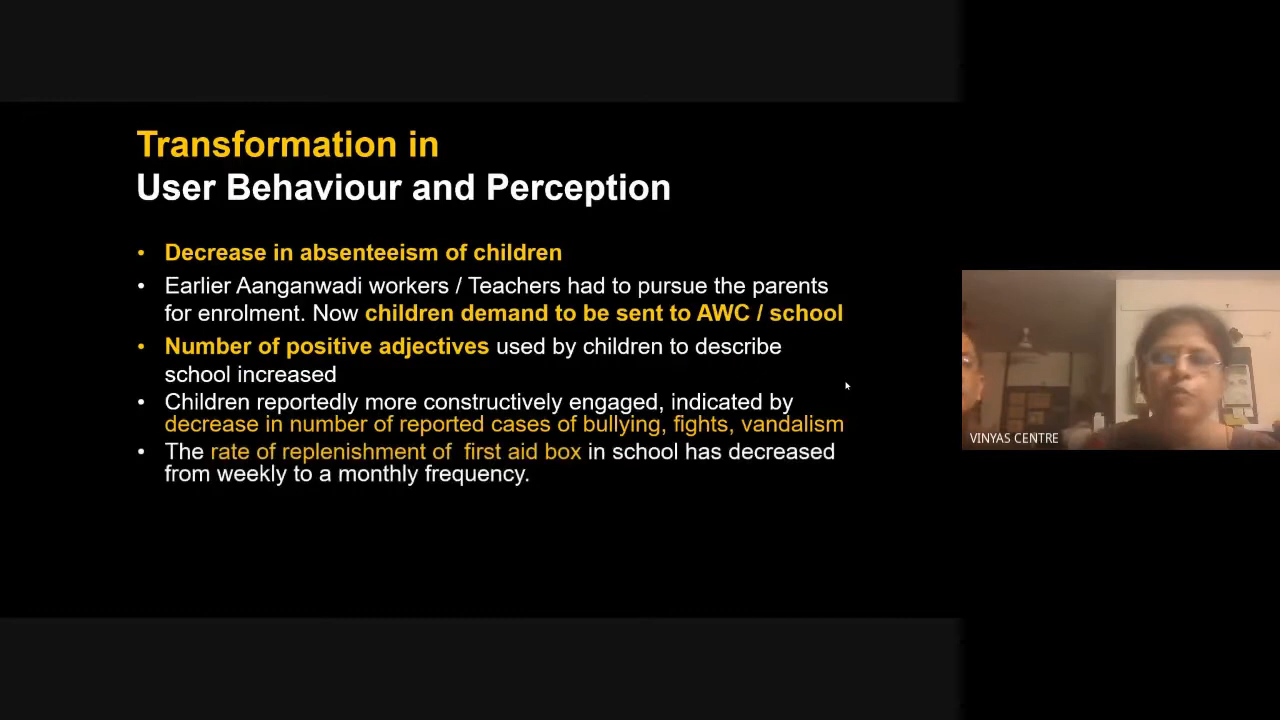 Transformation in
User Behaviour and Perception
• Decrease in absenteeism of children
• Earlier Aanganwadi workers / Teachers had to pursue the parents
for enrolment. Now children demand to be sent to AWC / school
• Number of positive adjectives used by children to describe
school increased
• Children reportedly more constructively engaged, indicated by
decrease in number of reported cases of bullying, fights, vandalism
• The rate of replenishment of  first aid box in school has decreased
from weekly to a monthly frequency.
VINYAS CENTRE